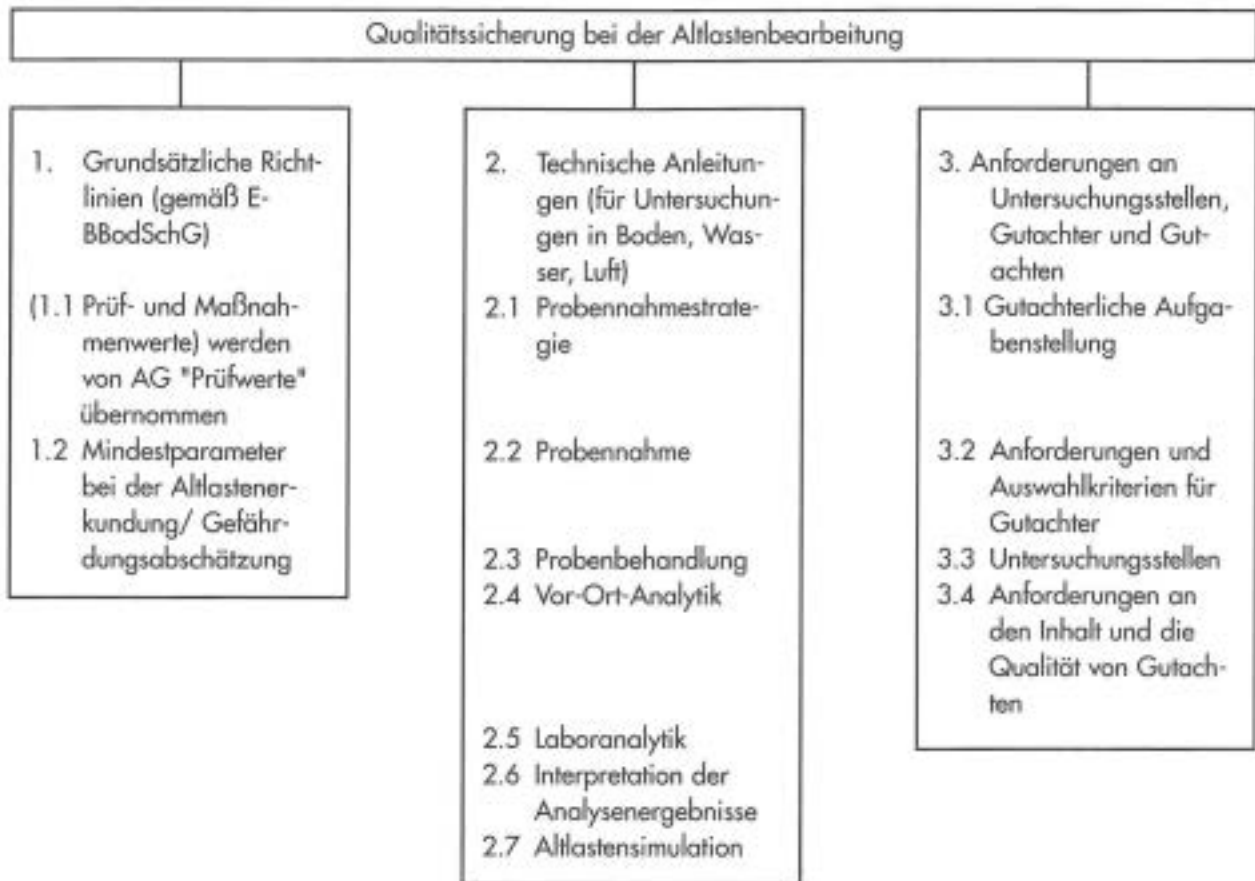 Qualitätssicherung bei der Altlastenbearbeitung
1. Grundsätzliche Richt-
linien (gemäß E-
BBodSchG)
(1.1 Prüf- und Maßnah-
menwerte) werden
von AG "Prüfwerte"
übernommen
1.2 Mindestparameter
bei der Altlastener-
kundung/ Gefähr-
dungsabschätzung
2. Technische Anleitun-
gen (für Untersuchun-
gen in Boden, Was-
ser, Luft)
2.1 Probennahmestrate-
gie
2.2 Probennahme
2.3 Probenbehandlung
2.4 Vor-Ort-Analytik
2.5 Laboranalytik
2.6 Interpretation der
Analysenergebnisse
2.7 Altlastensimulation
3. Anforderungen an
Untersuchungsstellen,
Gutachter und Gut-
achten
3.1 Gutachterliche Aufga-
benstellung
3.2 Anforderungen und
Auswahlkriterien für
Gutachter
3.3 Untersuchungsstellen
3.4 Anforderungen an
den Inhalt und die
Qualität von Gutach-
ten